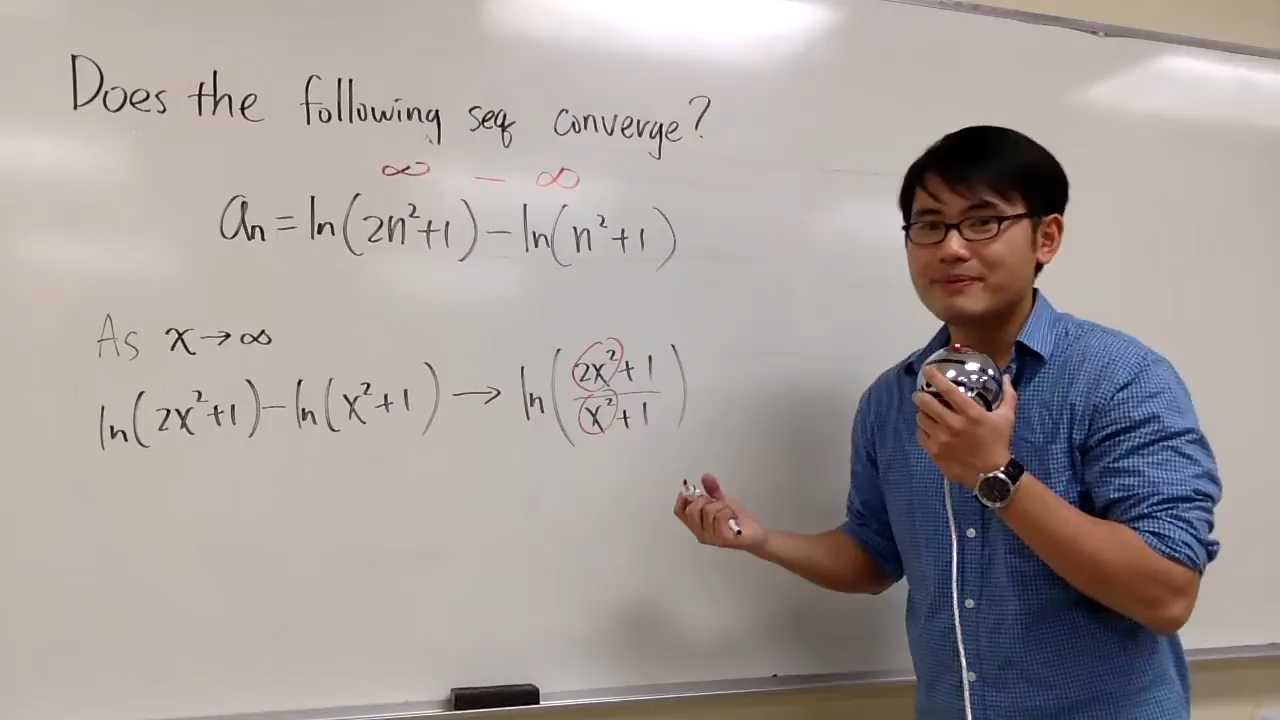 Does the following seq converge?
∞ − ∞
an = ln(2n²+1) − ln(n²+1)
As x→∞
ln(2x²+1) − ln(x²+1) → ln((2x²+1)/(x²+1))